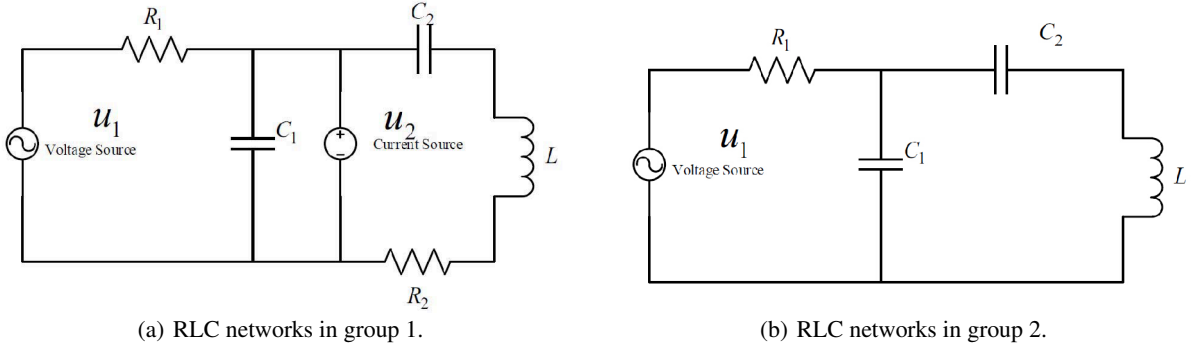 R1
C2
u1
Voltage Source
C1
+
−
u2
Current Source
L
R2
(a) RLC networks in group 1.
R1
C2
u1
Voltage Source
C1
L
(b) RLC networks in group 2.